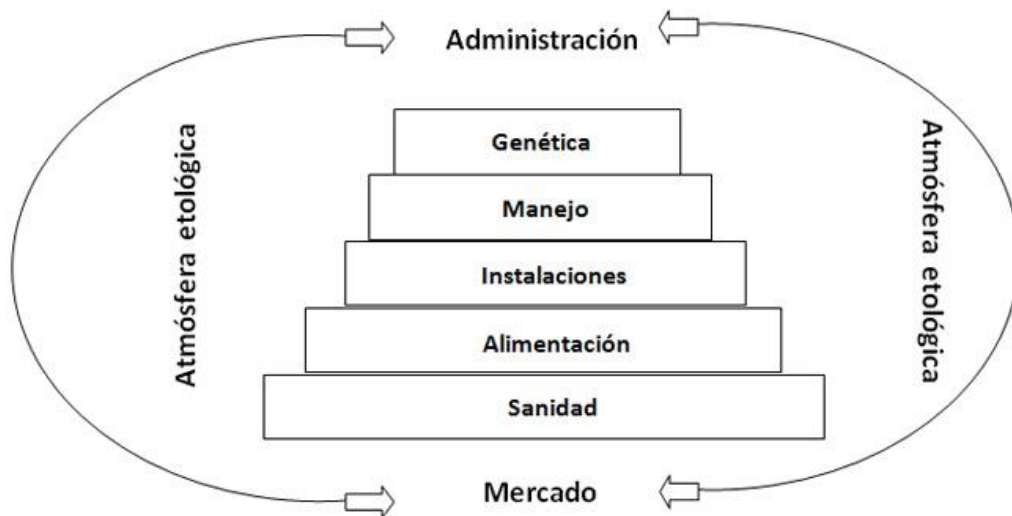 Administración
Genética
Manejo
Instalaciones
Alimentación
Sanidad
Mercado
Atmósfera etológica
Atmósfera etológica